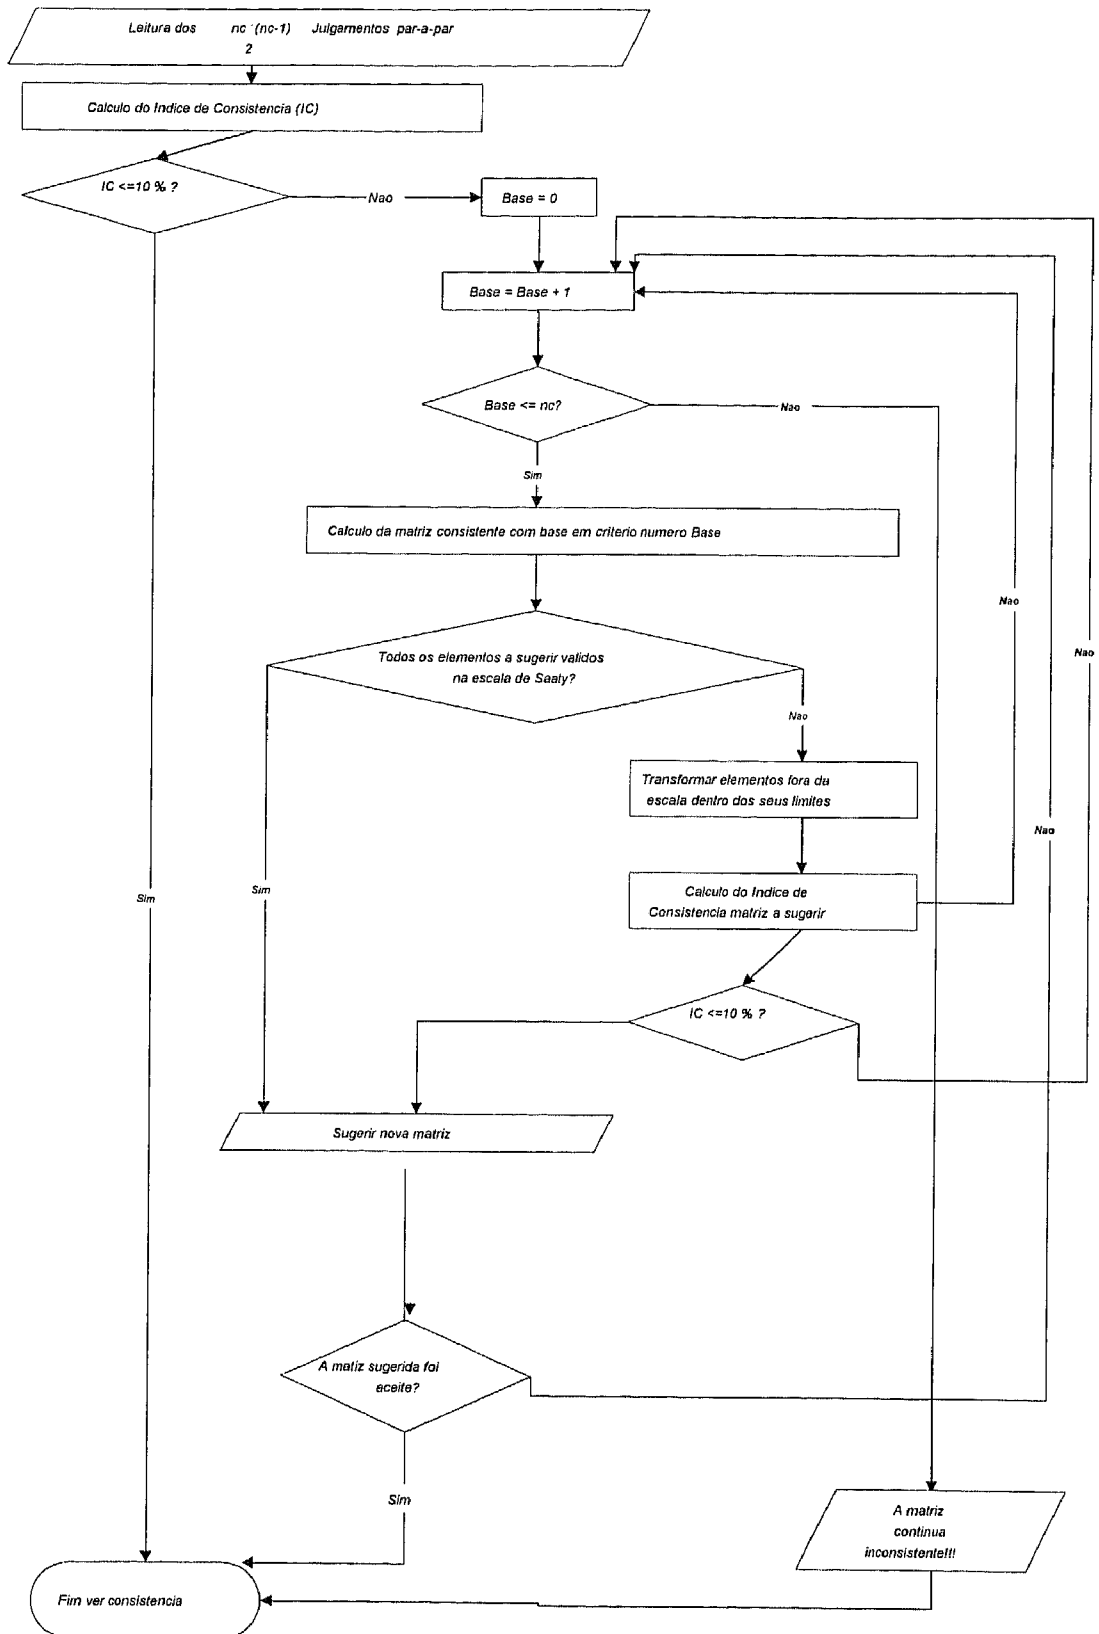 Leitura dos nc*(nc-1) Julgamentos par-a-par
2
Calculo do Indice de Consistencia (IC)
IC <=10 % ?
Nao
Base = 0
Base = Base + 1
Base <= nc?
Nao
Sim
Calculo da matriz consistente com base em criterio numero Base
Nao
Nao
Todos os elementos a sugerir validos
na escala de Saaty?
Nao
Transformar elementos fora da
escala dentro dos seus limites
Nao
Sim
Sim
Calculo do Indice de
Consistencia matriz a sugerir
IC <=10 % ?
Sugerir nova matriz
A matiz sugerida foi
aceite?
Sim
A matriz
continua
inconsistente!!!
Fim ver consistencia